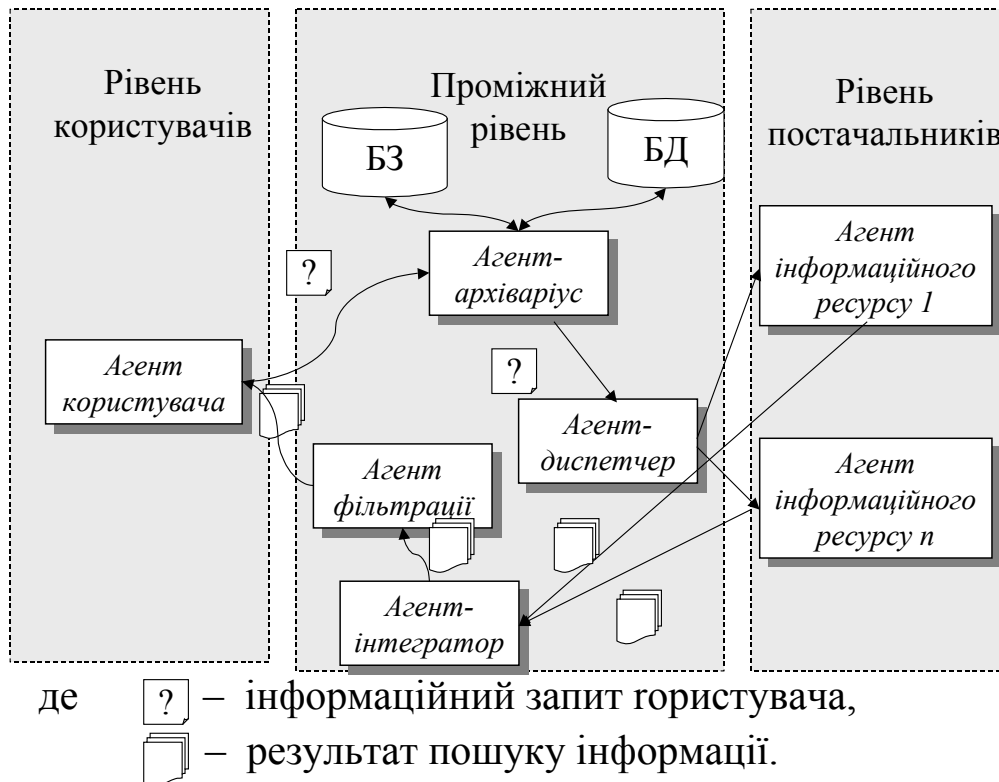 Рівень
користувачів
Проміжний
рівень
Рівень
постачальників
БЗ
БД
?
Агент-
архіваріус
Агент
інформаційного
ресурсу 1
Агент
користувача
?
Агент-
диспетчер
Агент
фільтрації
Агент
інформаційного
ресурсу n
Агент-
інтегратор
де ? – інформаційний запит rористувача,
– результат пошуку інформації.